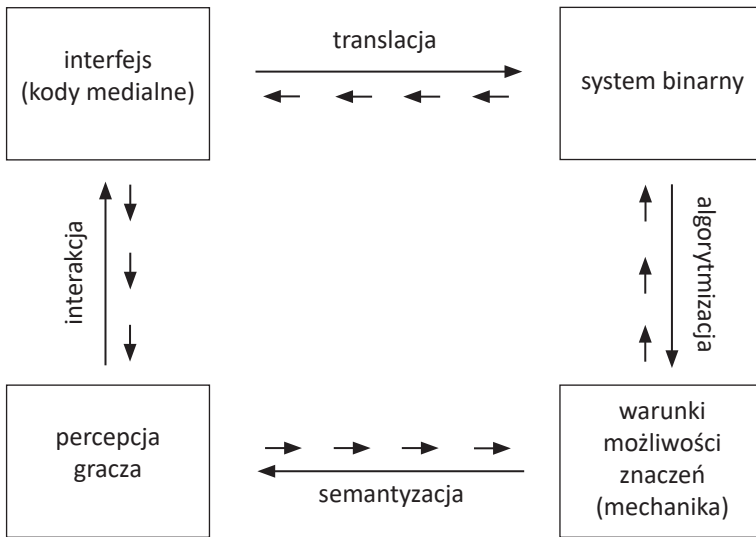 interfejs
(kody medialne)
translacja
system binarny
interakcja
algorytmizacja
percepcja
gracza
semantyzacja
warunki
możliwości
znaczeń
(mechanika)